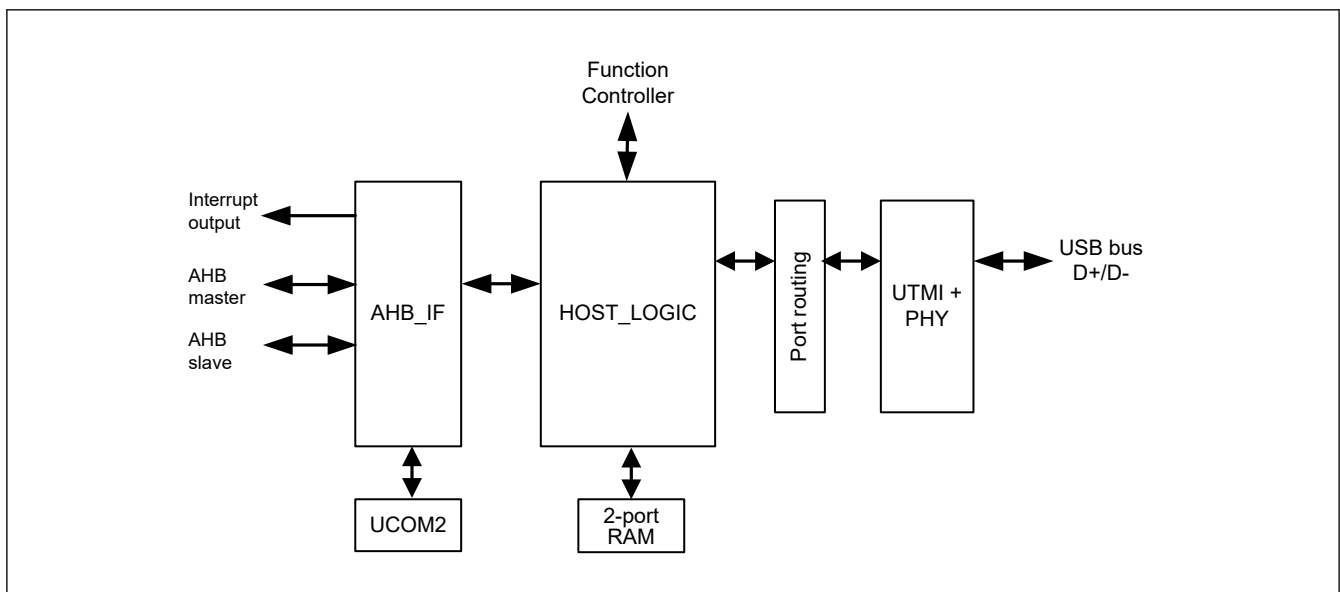 Function
Controller
Interrupt
output
AHB
master
AHB
slave
AHB_IF
HOST_LOGIC
Port routing
UTMI +
PHY
USB bus
D+/D-
UCOM2
2-port
RAM